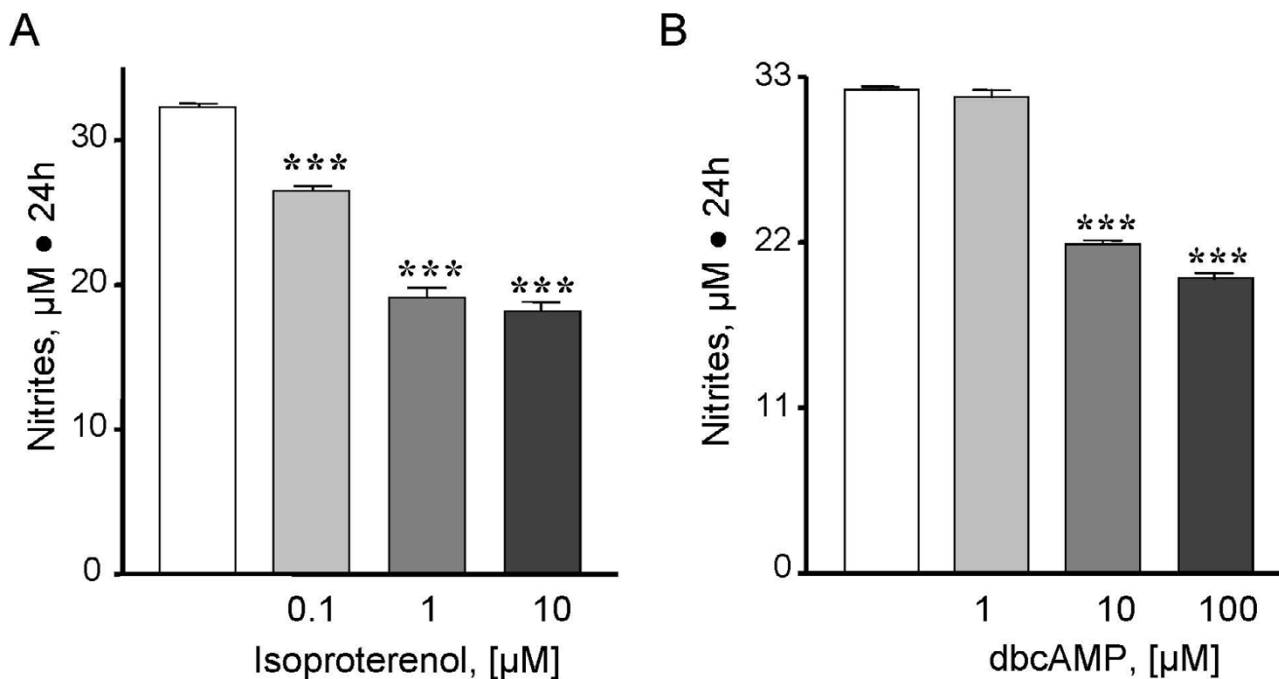 A
Nitrites, µM ● 24h
30
20
10
0
***
***
***
0.1 1 10
Isoproterenol, [µM]
B
Nitrites, µM ● 24h
33
22
11
0
***
***
1 10 100
dbcAMP, [µM]